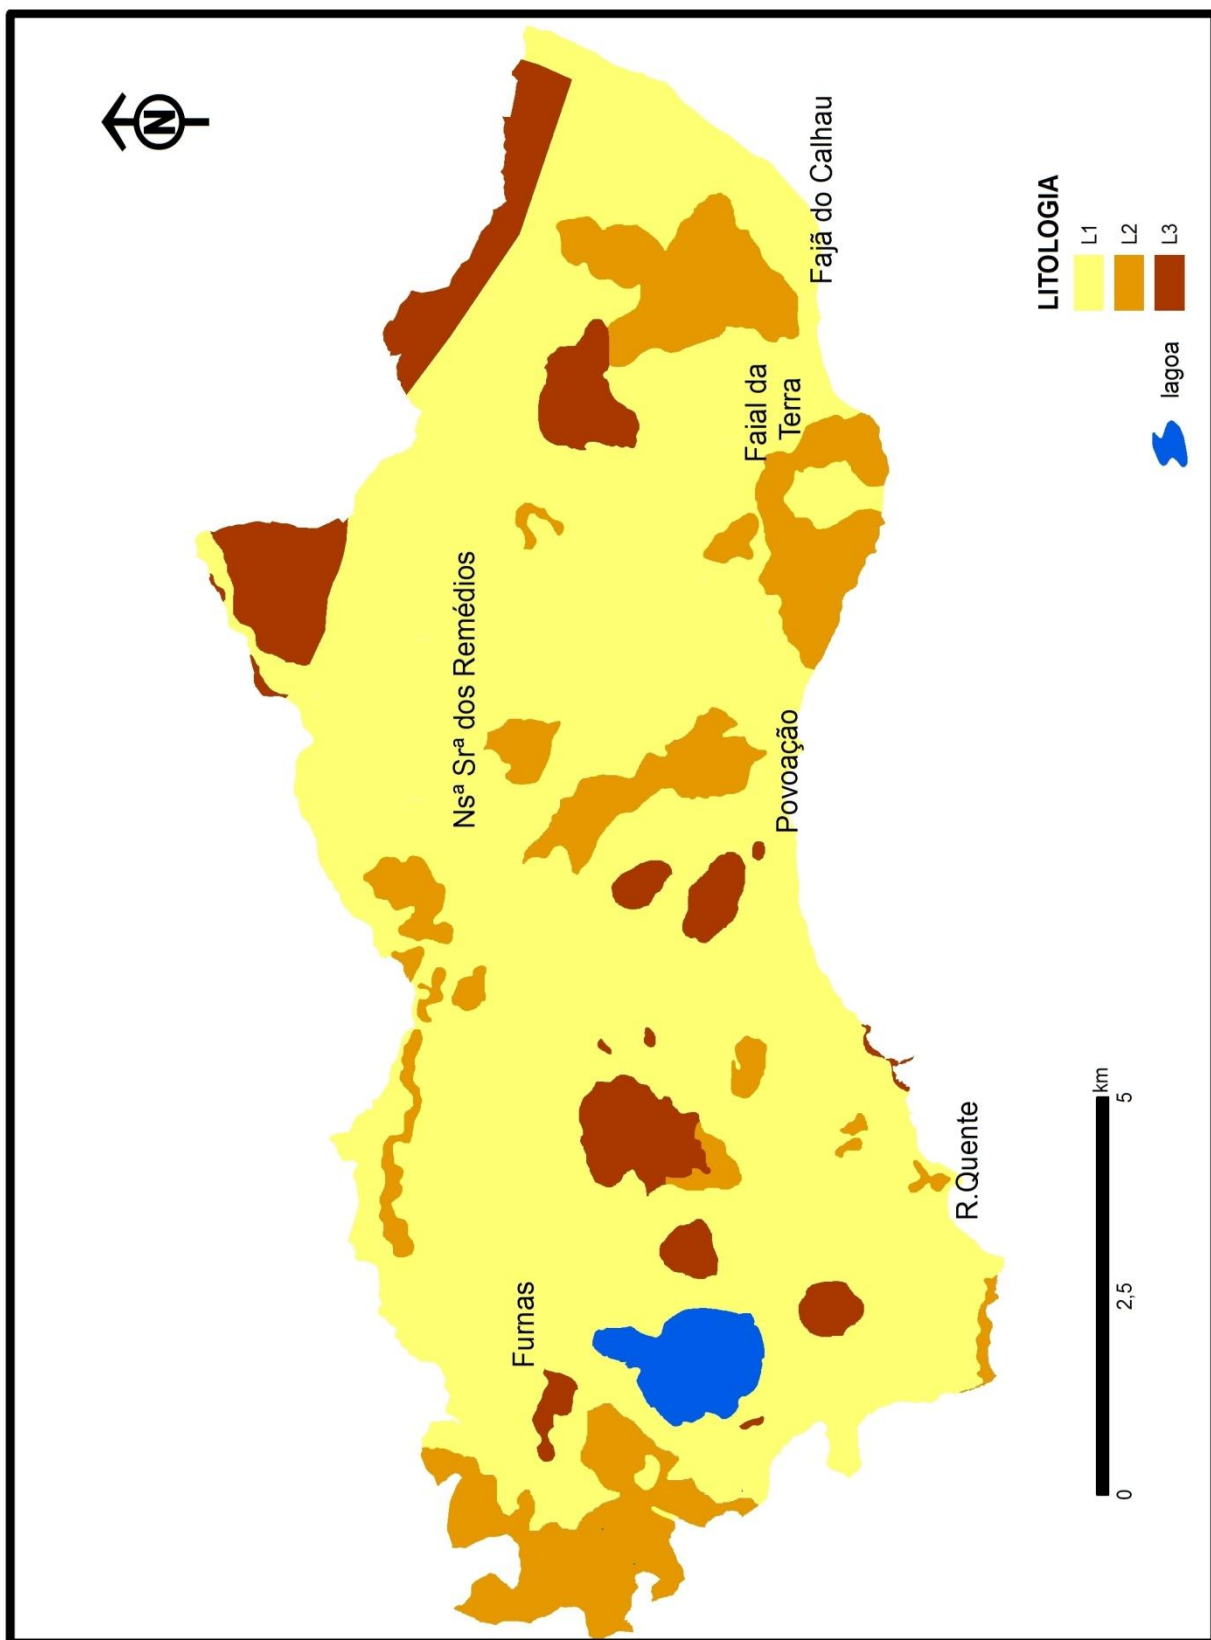 N
Nsª Srª dos Remédios
Fajã do Calhau
Faial da
Terra
Povoação
Furnas
R.Quente
LITOLOGIA
L1
L2
L3
lagoa
0
2,5
5
km